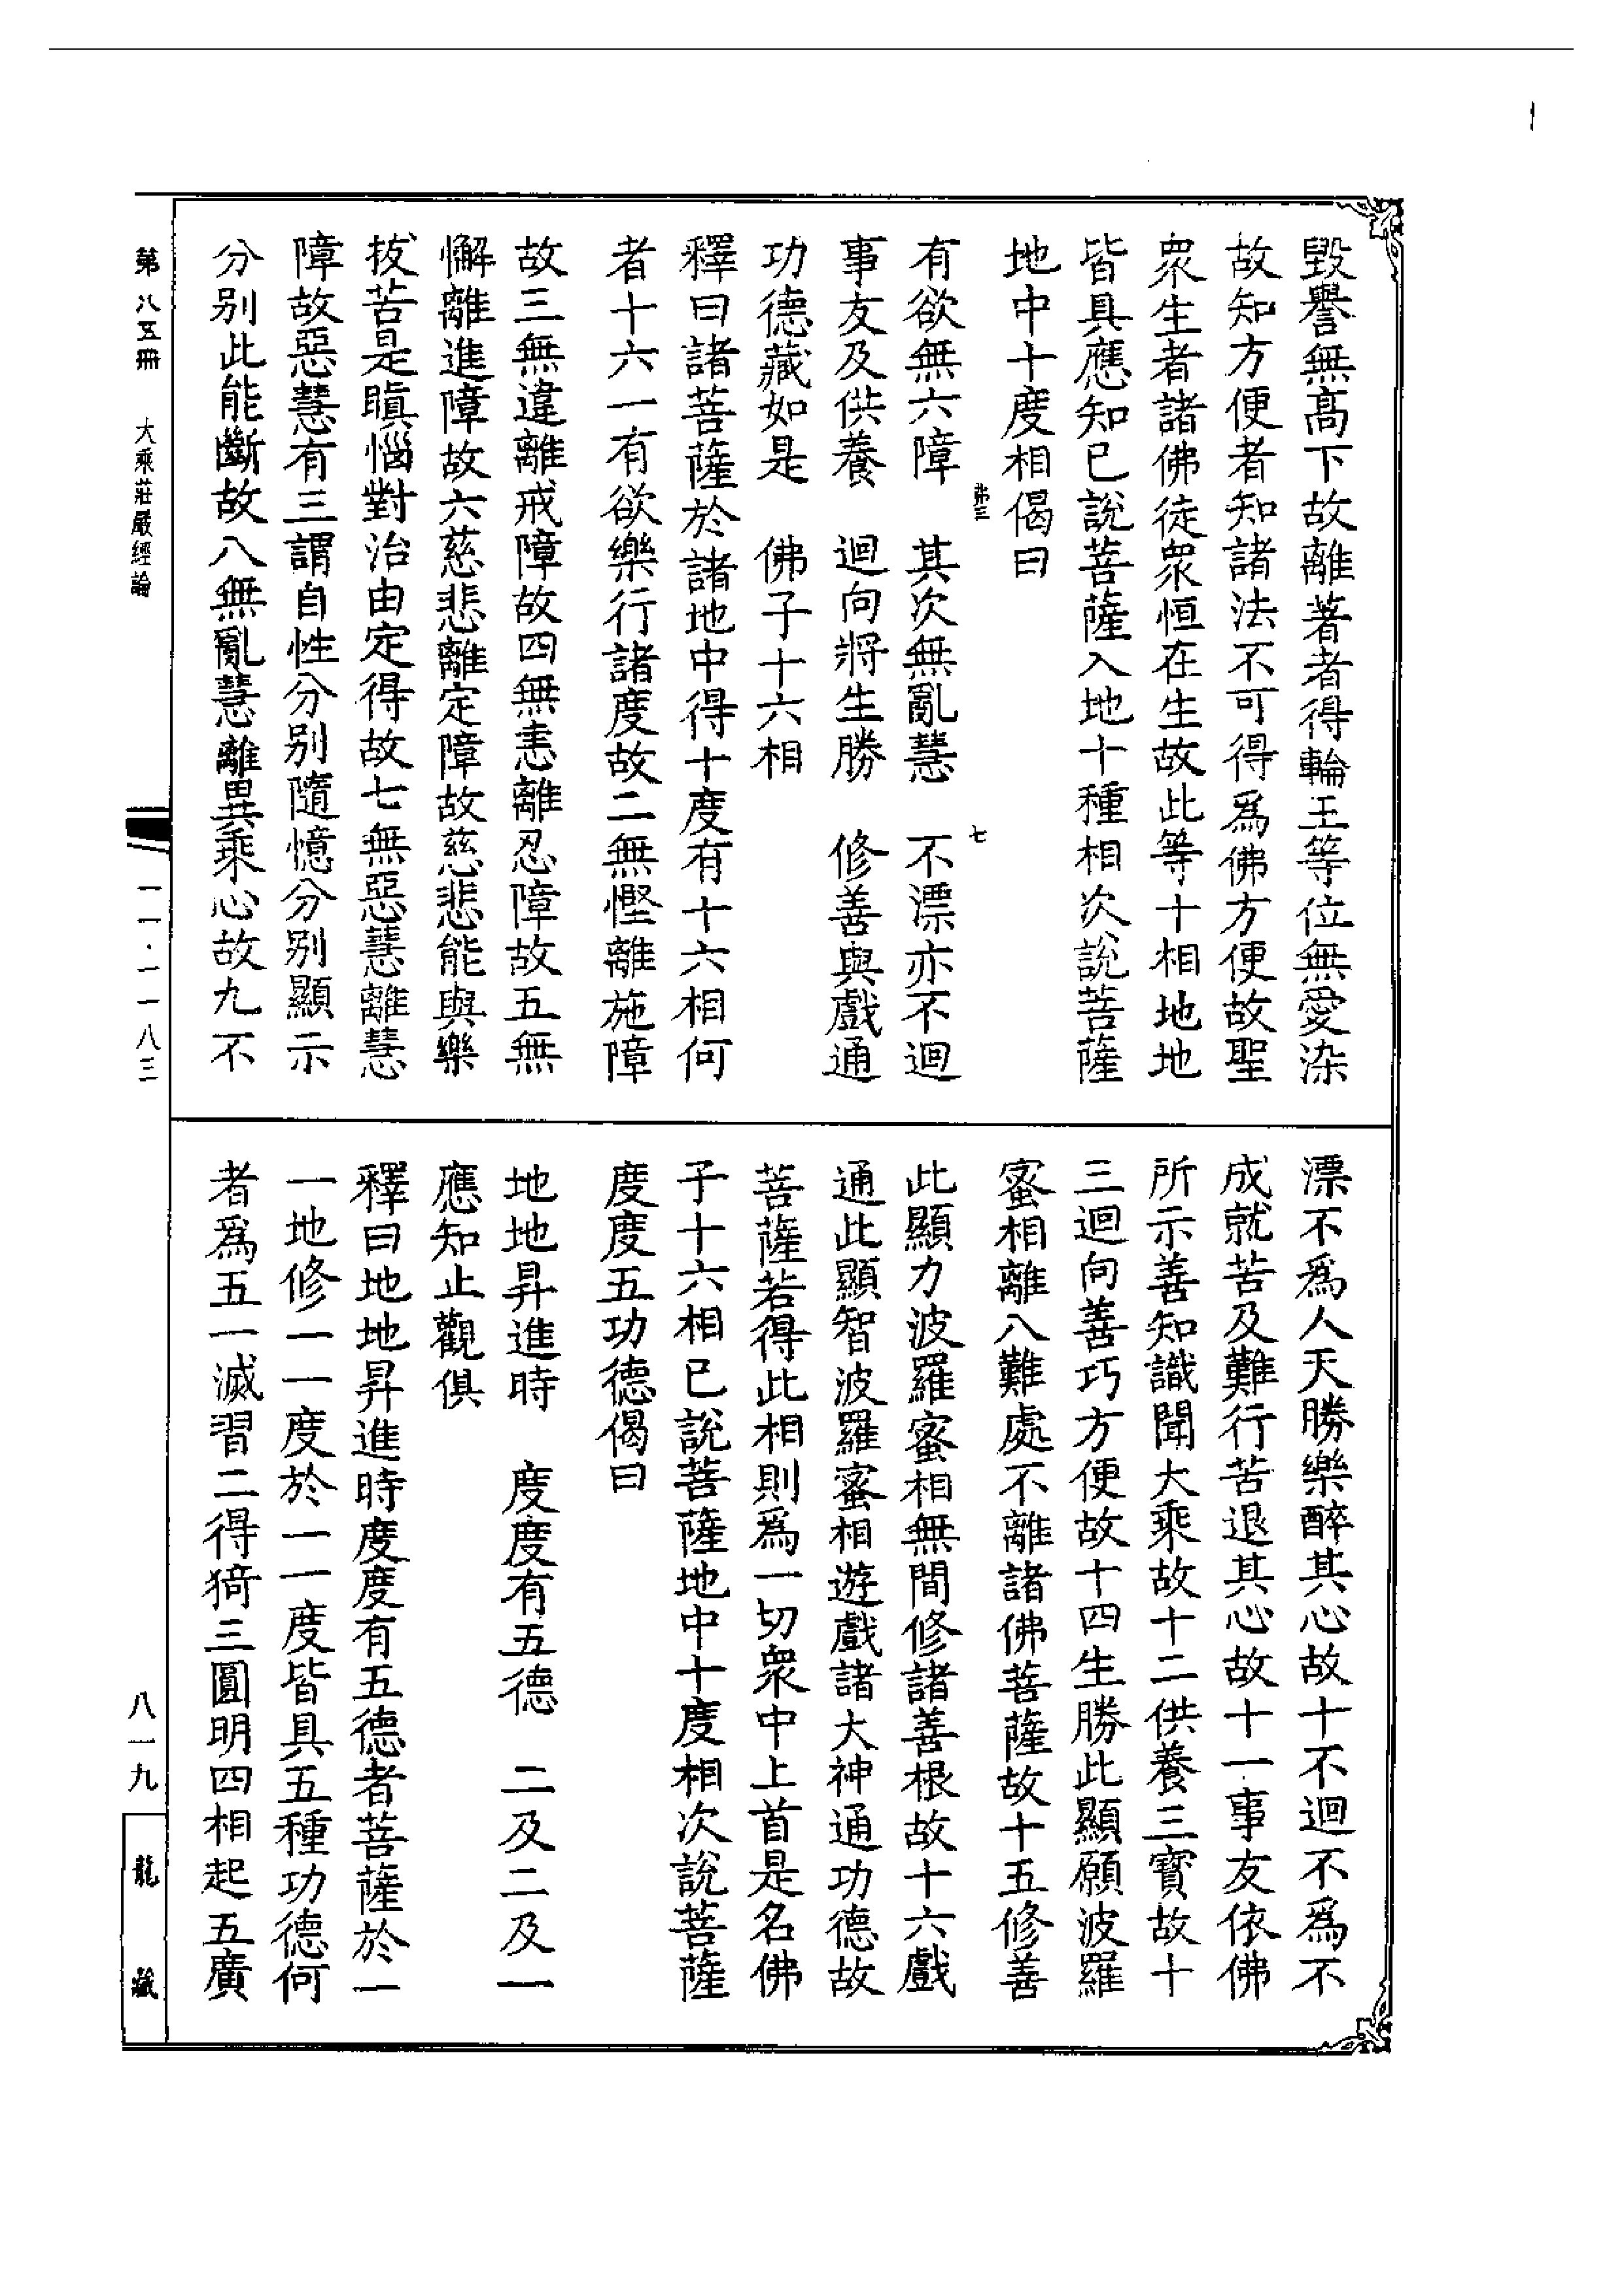 毀譽無高下故離著者得輪王等位無愛染
故知方便者知諸法不可得為佛方便故聖
眾生者諸佛徒眾恒在生故此等十相地地
皆具應知已說菩薩入地十種相次說菩薩
地中十度相偈曰
有欲無六障　其次無亂慧　不漂亦不迴
事友及供養　迴向將生勝　修善與戲通
功德藏如是　佛子十六相
釋曰諸菩薩於諸地中得十度有十六相何
者十六一有欲樂行諸度故二無慳離施障
故三無違離戒障故四無恚離忍障故五無
懈離進障故六慈悲離定障故慈悲能與樂
拔苦是瞋惱對治由定得故七無惡慧離慧
障故惡慧有三謂自性分別隨憶分別顯示
分別此能斷故八無亂慧離異乘心故九不
漂不為人天勝樂醉其心故十不迴不為不
成就苦及難行苦退其心故十一事友依佛
所示善知識聞大乘故十二供養三寶故十
三迴向善巧方便故十四生勝此顯願波羅
蜜相離八難處不離諸佛菩薩故十五修善
此顯力波羅蜜相無間修諸善根故十六戲
通此顯智波羅蜜相遊戲諸大神通功德故
菩薩若得此相則為一切眾中上首是名佛
子十六相已說菩薩地中十度相次說菩薩
度度五功德偈曰
地地昇進時　度度有五德　二及二及一
應知止觀俱
釋曰地地昇進時度度有五德者菩薩於一
一地修一一度於一一度皆具五種功德何
者為五一滅習二得猗三圓明四相起五廣
佛三
七
第八五冊　大乘莊嚴經論
一一·一一八三
八一九
龍藏